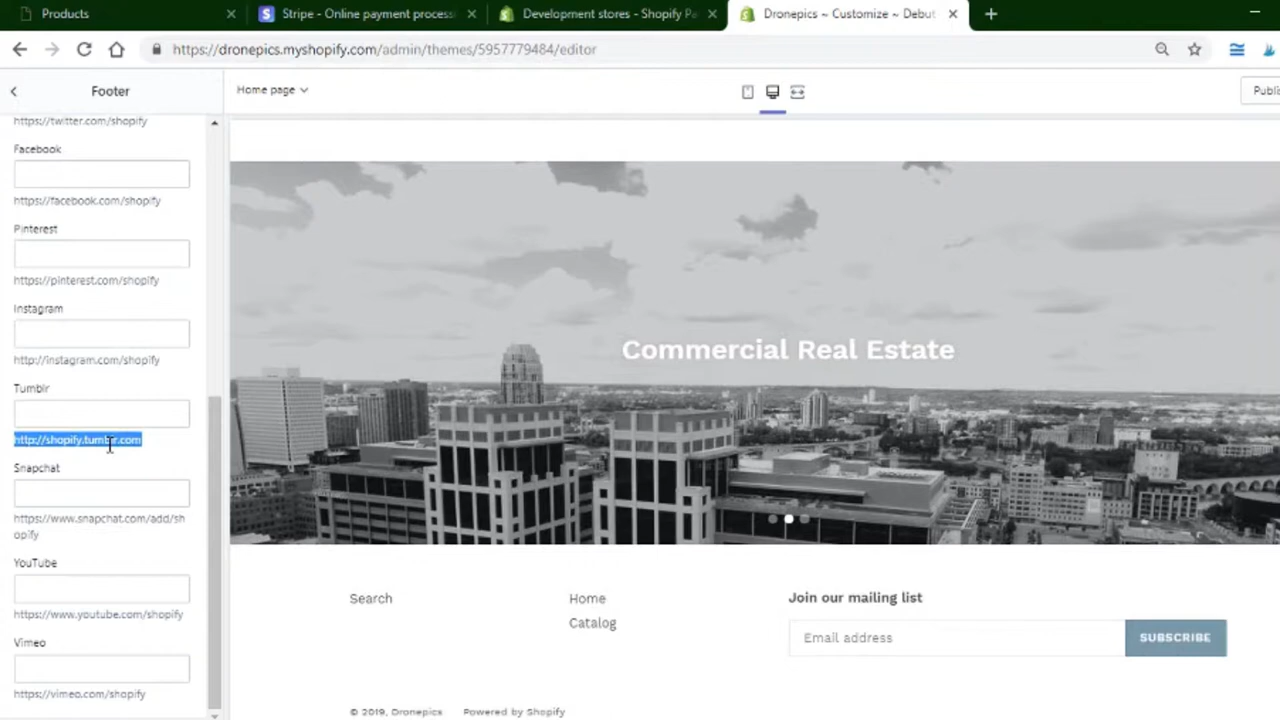 Products
Stripe - Online payment process
Development stores - Shopify Pa
Dronepics ~ Customize ~ Debut
https://dronepics.myshopify.com/admin/themes/5957779484/editor
Footer
Home page
Publi
https://twitter.com/shopify
Facebook
https://facebook.com/shopify
Pinterest
https://pinterest.com/shopify
Instagram
http://instagram.com/shopify
Tumblr
http://shopify.tumblr.com
Snapchat
https://www.snapchat.com/add/sh
opify
YouTube
https://www.youtube.com/shopify
Vimeo
https://vimeo.com/shopify
Commercial Real Estate
Search
Home
Catalog
Join our mailing list
Email address
SUBSCRIBE
© 2019, Dronepics
Powered by Shopify